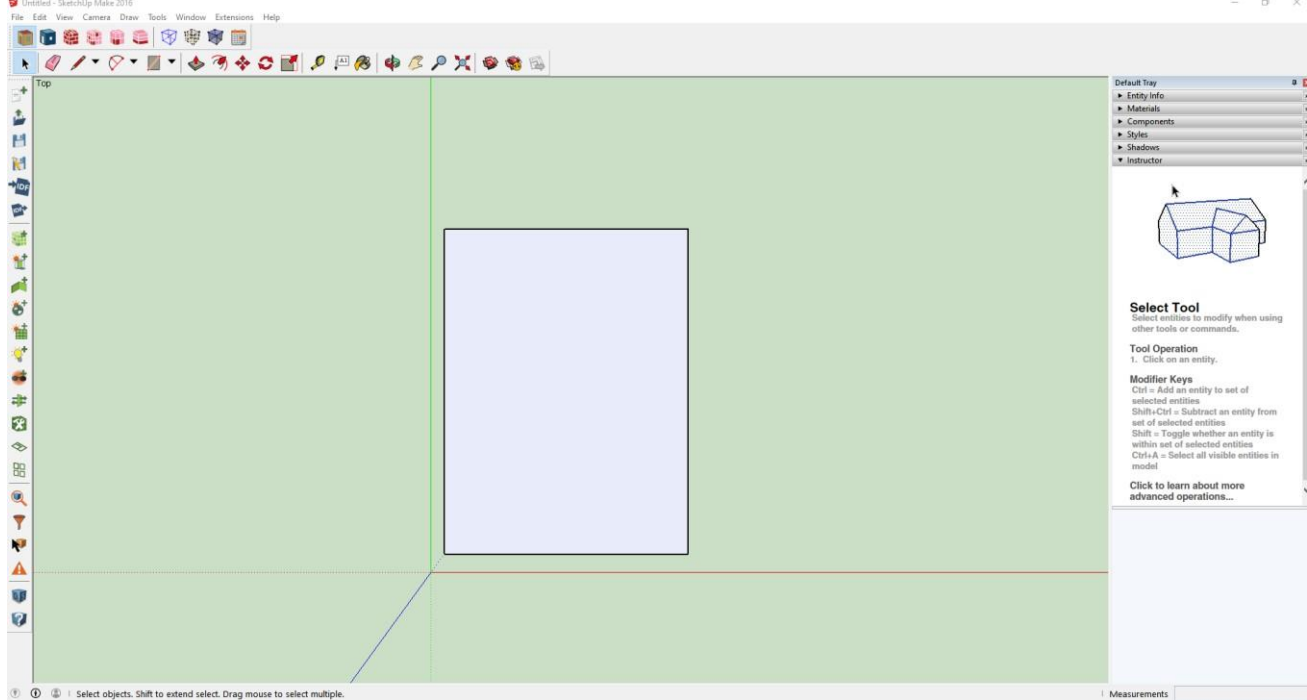 Untitled - SketchUp Make 2016
File Edit View Camera Draw Tools Window Extensions Help
A1
Top
Default Tray
Entity Info
Materials
Components
Styles
Shadows
Instructor
IDF
Select Tool
Select entities to modify when using
other tools or commands.
Tool Operation
1. Click on an entity.
Modifier Keys
Ctrl = Add an entity to set of
selected entities
Shift+Ctrl = Subtract an entity from
set of selected entities
Shift = Toggle whether an entity is
within set of selected entities
Ctrl+A = Select all visible entities in
model
Click to learn about more
advanced operations...
Select objects. Shift to extend select. Drag mouse to select multiple.
Measurements